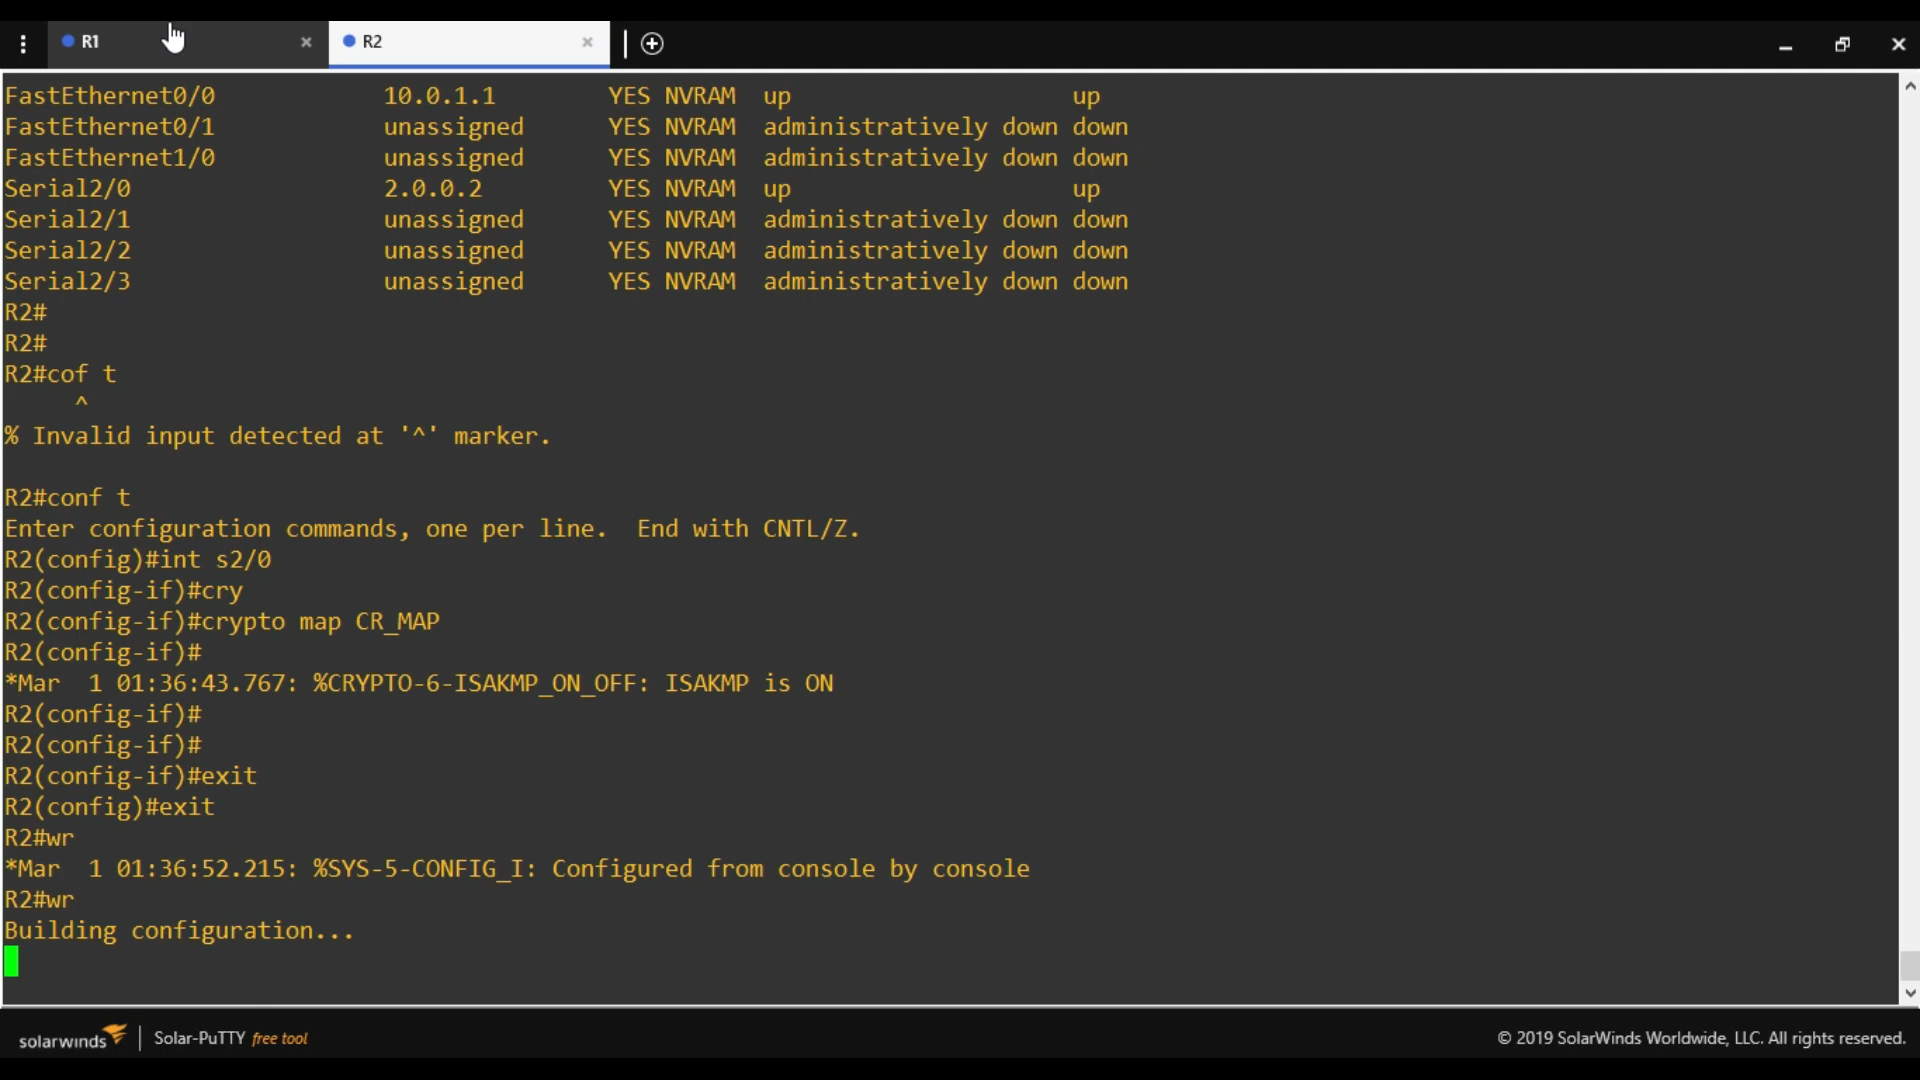 R1 × R2 ×
FastEthernet0/0 10.0.1.1 YES NVRAM up up
FastEthernet0/1 unassigned YES NVRAM administratively down down
FastEthernet1/0 unassigned YES NVRAM administratively down down
Serial2/0 2.0.0.2 YES NVRAM up up
Serial2/1 unassigned YES NVRAM administratively down down
Serial2/2 unassigned YES NVRAM administratively down down
Serial2/3 unassigned YES NVRAM administratively down down
R2#
R2#
R2#cof t
^
% Invalid input detected at '^' marker.
R2#conf t
Enter configuration commands, one per line.  End with CNTL/Z.
R2(config)#int s2/0
R2(config-if)#cry
R2(config-if)#crypto map CR_MAP
R2(config-if)#
*Mar  1 01:36:43.767: %CRYPTO-6-ISAKMP_ON_OFF: ISAKMP is ON
R2(config-if)#
R2(config-if)#
R2(config-if)#exit
R2(config)#exit
R2#wr
*Mar  1 01:36:52.215: %SYS-5-CONFIG_I: Configured from console by console
R2#wr
Building configuration...
solarwinds | Solar-PuTTY free tool
© 2019 SolarWinds Worldwide, LLC. All rights reserved.